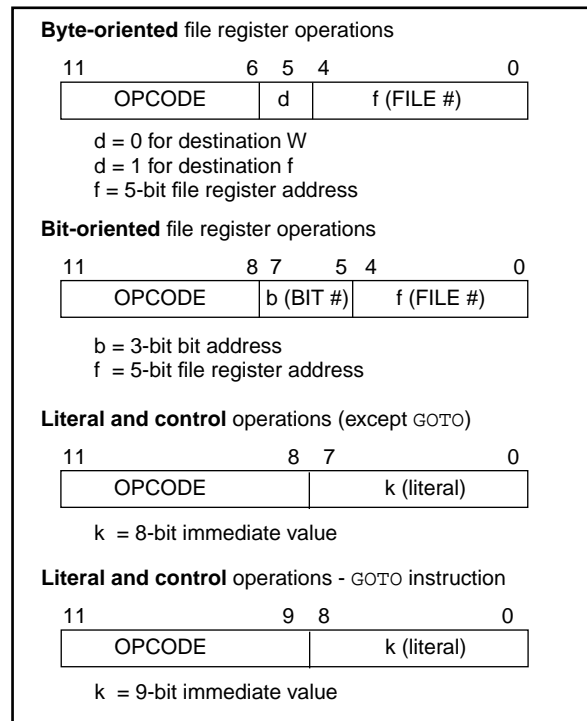 Byte-oriented file register operations
11 6 5 4 0
OPCODE d f (FILE #)
d = 0 for destination W
d = 1 for destination f
f = 5-bit file register address
Bit-oriented file register operations
11 8 7 5 4 0
OPCODE b (BIT #) f (FILE #)
b = 3-bit bit address
f = 5-bit file register address
Literal and control operations (except GOTO)
11 8 7 0
OPCODE k (literal)
k = 8-bit immediate value
Literal and control operations - GOTO instruction
11 9 8 0
OPCODE k (literal)
k = 9-bit immediate value